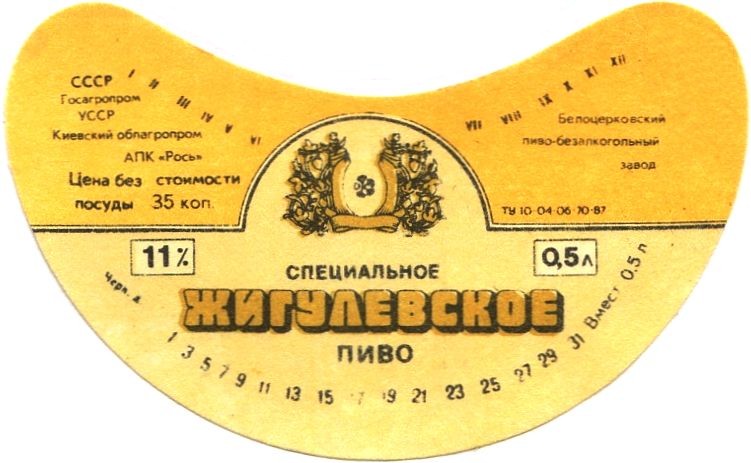 СССР
Госагропром
УССР
Киевский облагропром
АПК «Рось»
Цена без стоимости
посуды 35 коп.
I II III IV V VI
VII VIII IX X XI XII
Белоцерковский
пиво-безалкогольный
завод
ТУ 10-04-06-70-87
11%
0,5л
СПЕЦИАЛЬНОЕ
ЖИГУЛЕВСКОЕ
ПИВО
Черн. д.
1 3 5 7 9 11 13 15 17 19 21 23 25 27 29 31
Вмест 0,5 л